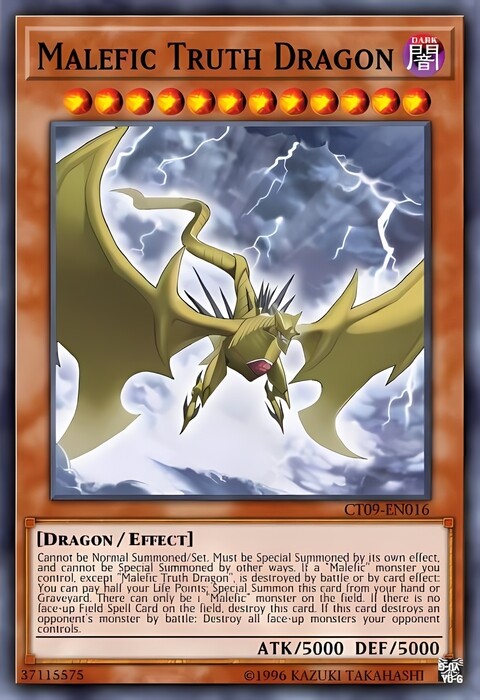 MALEFIC TRUTH DRAGON
DARK
闇
CT09-EN016
[DRAGON / EFFECT]
Cannot be Normal Summoned/Set. Must be Special Summoned by its own effect,
and cannot be Special Summoned by other ways. If a "Malefic" monster you
control, except "Malefic Truth Dragon", is destroyed by battle or by card effect:
You can pay half your Life Points; Special Summon this card from your hand or
Graveyard. There can only be 1 "Malefic" monster on the field. If there is no
face-up Field Spell Card on the field, destroy this card. If this card destroys an
opponent's monster by battle: Destroy all face-up monsters your opponent
controls.
ATK/5000 DEF/5000
37115575
©1996 KAZUKI TAKAHASHI